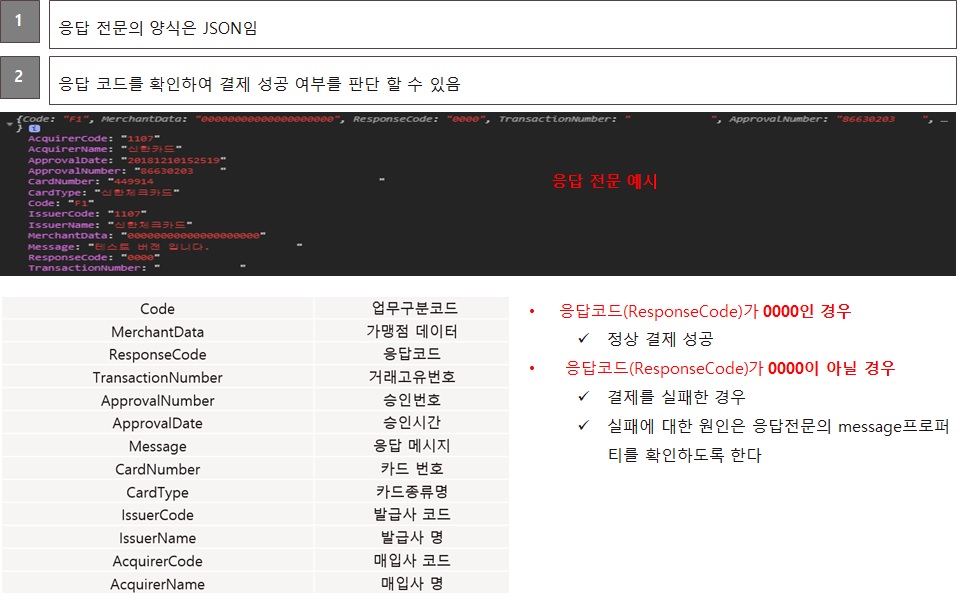 1
응답 전문의 양식은 JSON임
2
응답 코드를 확인하여 결제 성공 여부를 판단 할 수 있음
{Code: "F1", MerchantData: "00000000000000000000", ResponseCode: "0000", TransactionNumber: " ", ApprovalNumber: "86630203 ", …
} i
AcquirerCode: "1107"
AcquirerName: "신한카드"
ApprovalDate: "20181210152519"
ApprovalNumber: "86630203 "
CardNumber: "449914 "
CardType: "신한체크카드"
Code: "F1"
IssuerCode: "1107"
IssuerName: "신한체크카드"
MerchantData: "00000000000000000000"
Message: "테스트 버전 입니다. "
ResponseCode: "0000"
TransactionNumber: " "
응답 전문 예시
Code 업무구분코드
MerchantData 가맹점 데이터
ResponseCode 응답코드
TransactionNumber 거래고유번호
ApprovalNumber 승인번호
ApprovalDate 승인시간
Message 응답 메시지
CardNumber 카드 번호
CardType 카드종류명
IssuerCode 발급사 코드
IssuerName 발급사 명
AcquirerCode 매입사 코드
AcquirerName 매입사 명
• 응답코드(ResponseCode)가 0000인 경우
✓ 정상 결제 성공
• 응답코드(ResponseCode)가 0000이 아닐 경우
✓ 결제를 실패한 경우
✓ 실패에 대한 원인은 응답전문의 message프로퍼
티를 확인하도록 한다